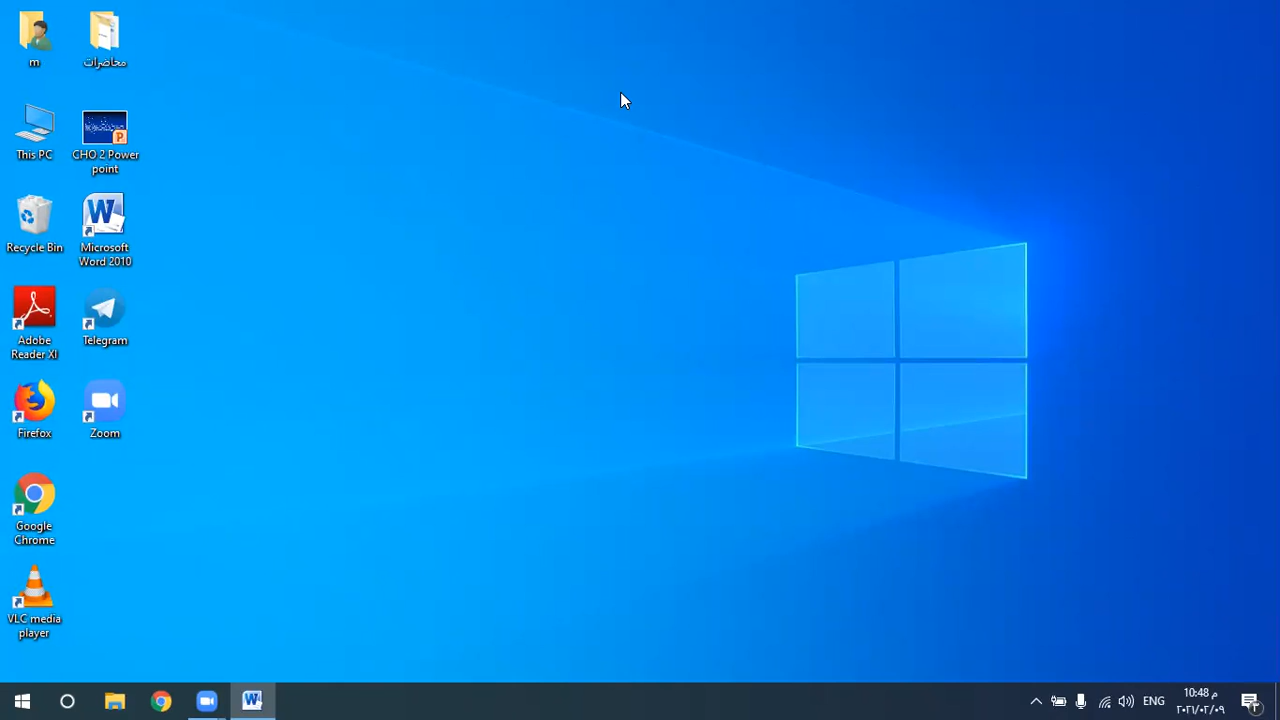 m
محاضرات
This PC
CHO 2 Power
point
Recycle Bin
Microsoft
Word 2010
Adobe
Reader XI
Telegram
Firefox
Zoom
Google
Chrome
VLC media
player
ENG
10:48 م
٢٠٢١/٠٢/٠٩